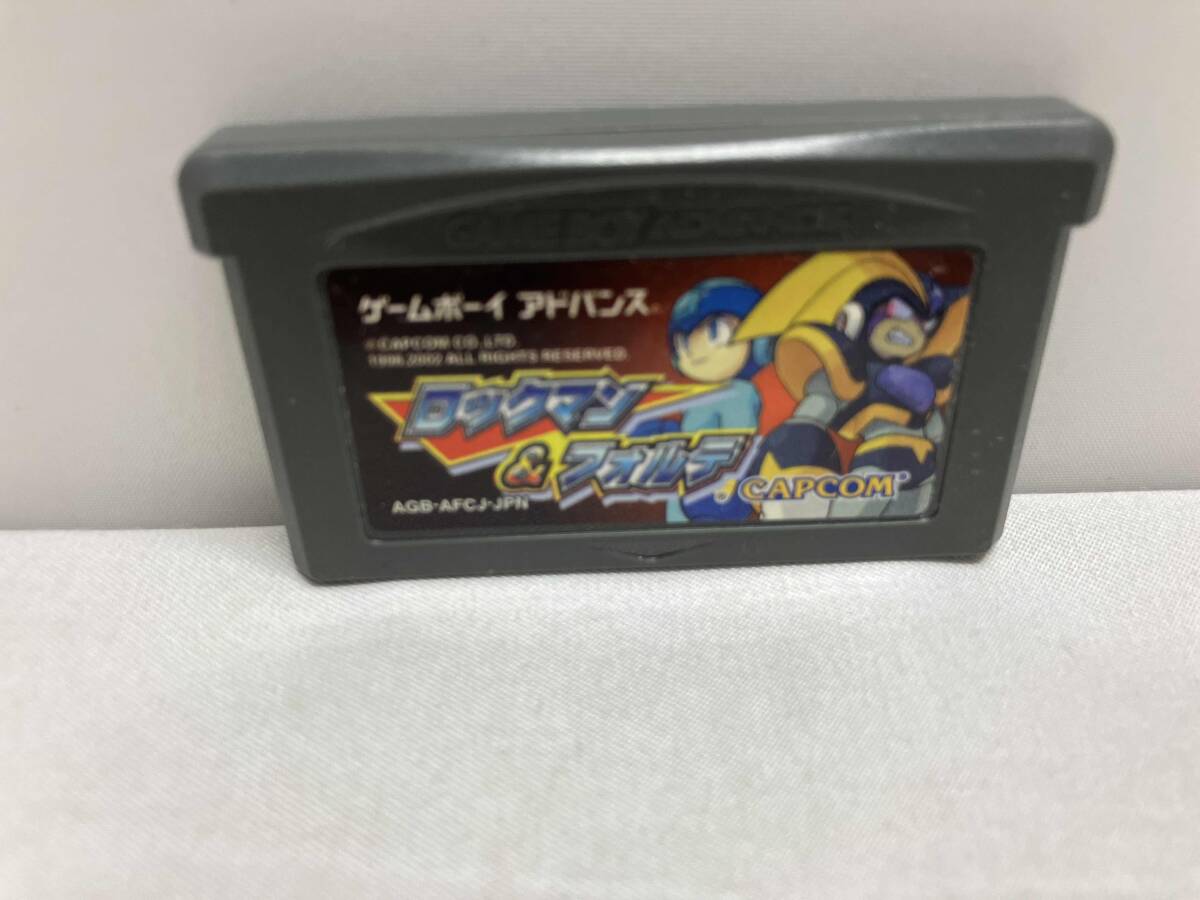 GAME BOY ADVANCE
ゲームボーイ アドバンス
©CAPCOM CO., LTD.
1998,2002 ALL RIGHTS RESERVED.
ロックマン
& フォルテ
AGB-AFCJ-JPN
CAPCOM